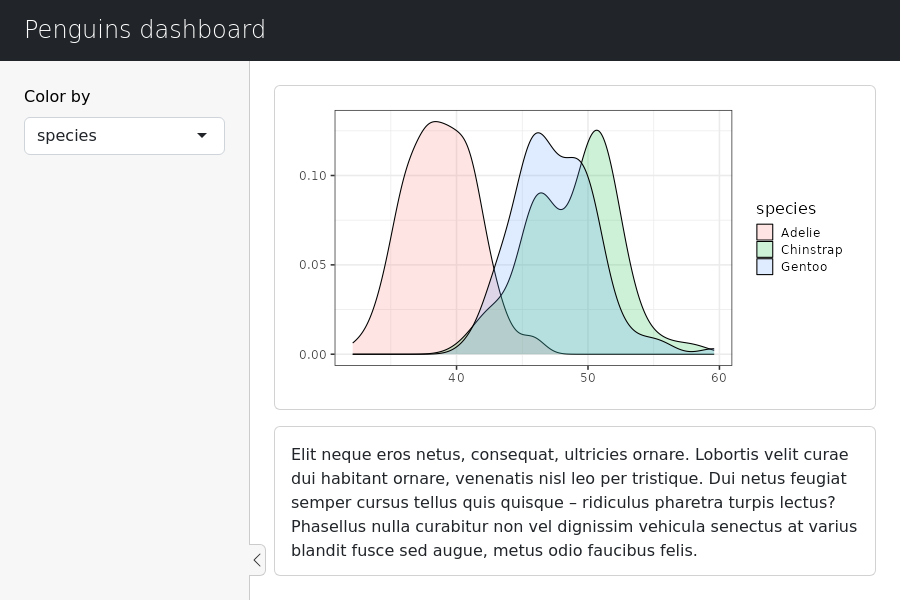 Penguins dashboard
Color by
species
0.10
0.05
0.00
40
50
60
species
Adelie
Chinstrap
Gentoo
Elit neque eros netus, consequat, ultricies ornare. Lobortis velit curae
dui habitant ornare, venenatis nisl leo per tristique. Dui netus feugiat
semper cursus tellus quis quisque – ridiculus pharetra turpis lectus?
Phasellus nulla curabitur non vel dignissim vehicula senectus at varius
blandit fusce sed augue, metus odio faucibus felis.